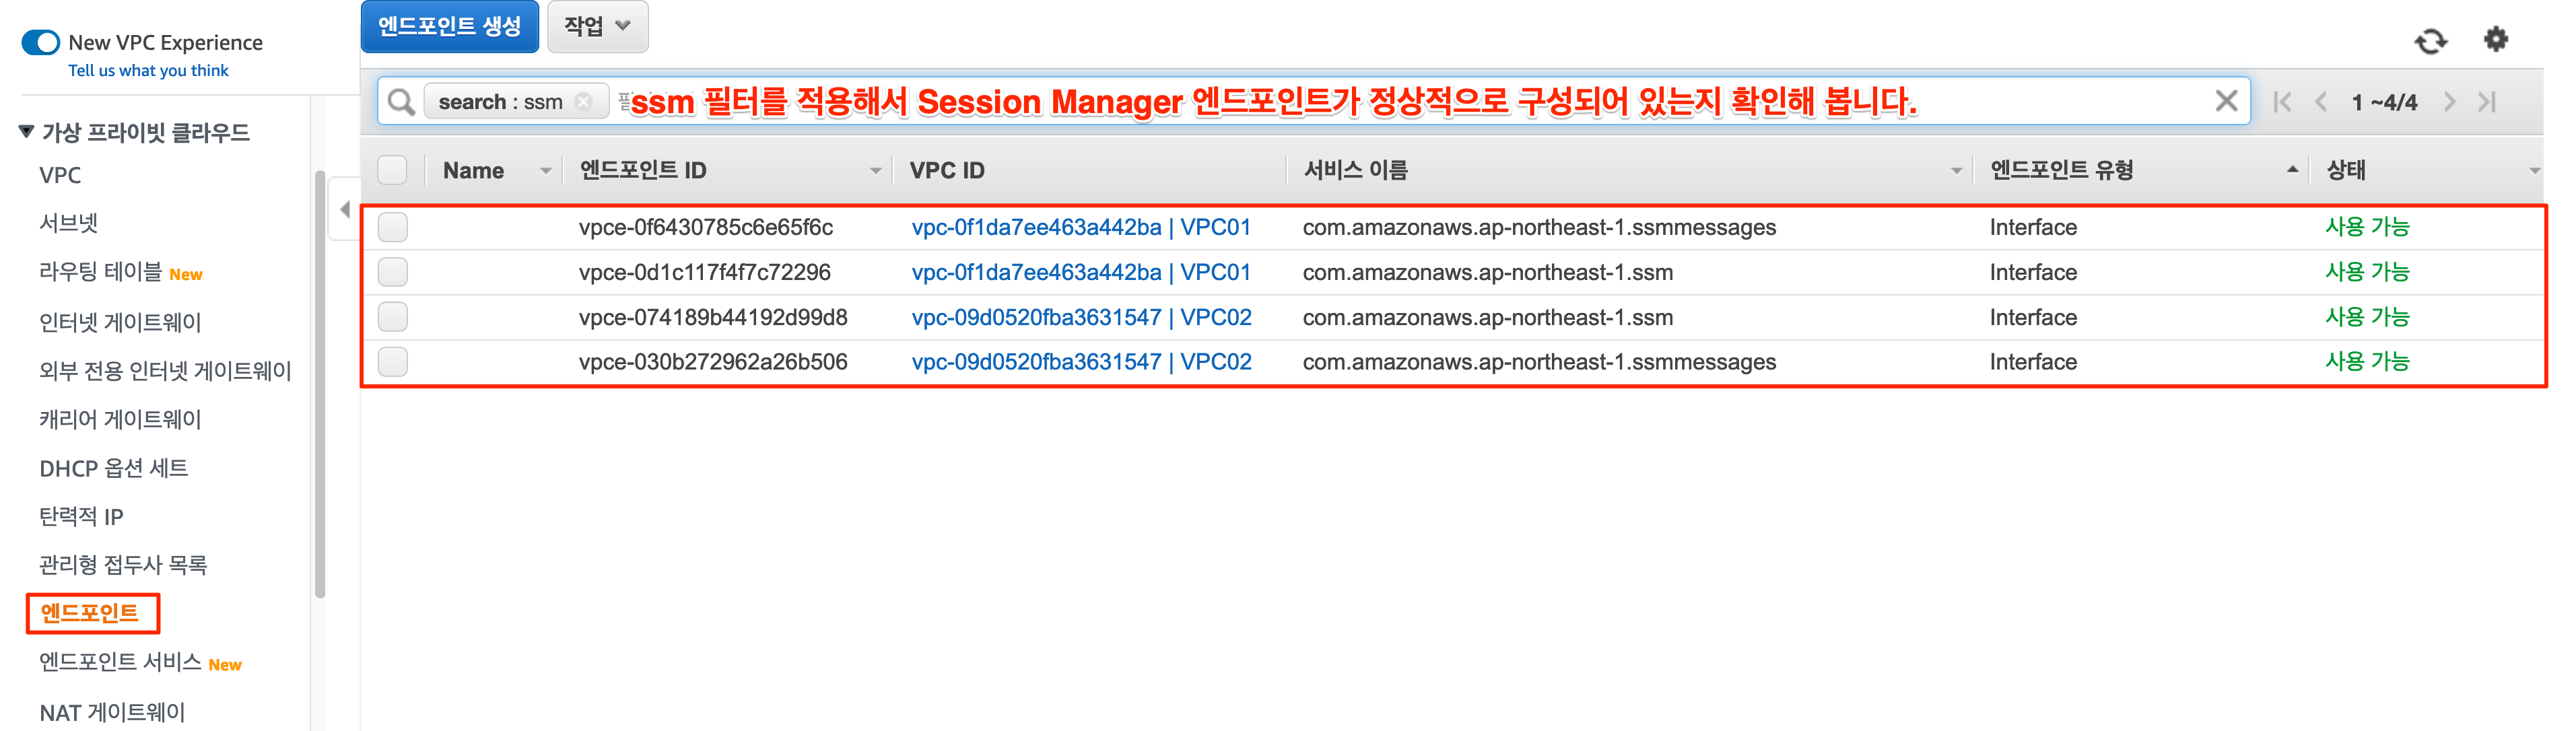 New VPC Experience
Tell us what you think
가상 프라이빗 클라우드
VPC
서브넷
라우팅 테이블 New
인터넷 게이트웨이
외부 전용 인터넷 게이트웨이
캐리어 게이트웨이
DHCP 옵션 세트
탄력적 IP
관리형 접두사 목록
엔드포인트
엔드포인트 서비스 New
NAT 게이트웨이
엔드포인트 생성 작업
search : ssm ssm 필터를 적용해서 Session Manager 엔드포인트가 정상적으로 구성되어 있는지 확인해 봅니다. 1 ~4/4
Name 엔드포인트 ID VPC ID 서비스 이름 엔드포인트 유형 상태
vpce-0f6430785c6e65f6c vpc-0f1da7ee463a442ba | VPC01 com.amazonaws.ap-northeast-1.ssmmessages Interface 사용 가능
vpce-0d1c117f4f7c72296 vpc-0f1da7ee463a442ba | VPC01 com.amazonaws.ap-northeast-1.ssm Interface 사용 가능
vpce-074189b44192d99d8 vpc-09d0520fba3631547 | VPC02 com.amazonaws.ap-northeast-1.ssm Interface 사용 가능
vpce-030b272962a26b506 vpc-09d0520fba3631547 | VPC02 com.amazonaws.ap-northeast-1.ssmmessages Interface 사용 가능